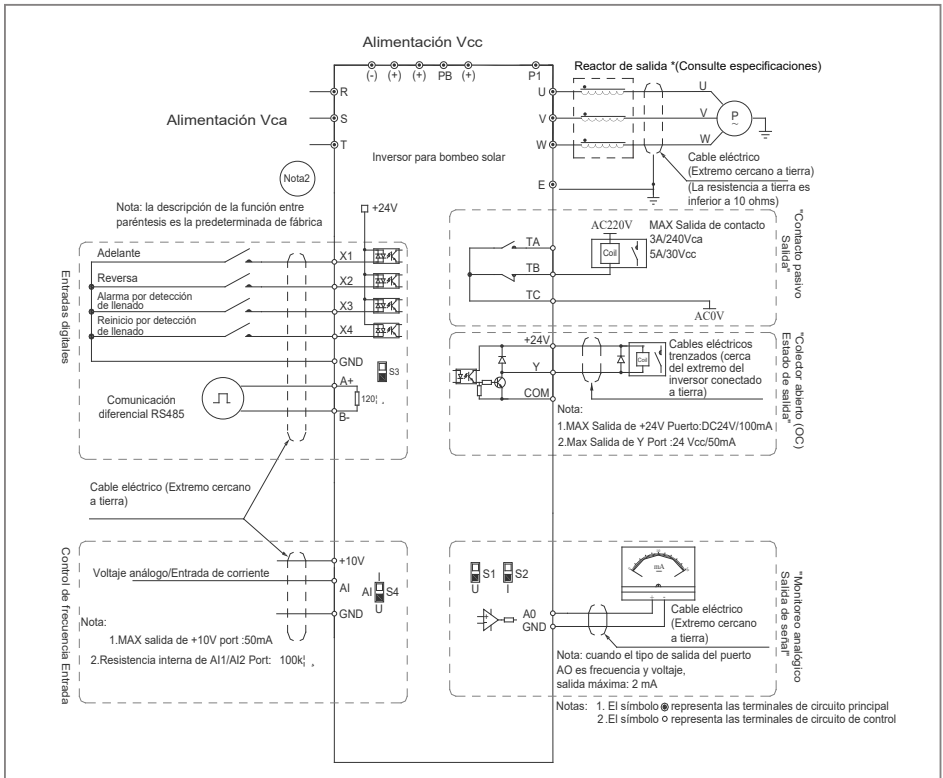 Alimentación Vcc
(-) (+) (+) PB (+) P1
Reactor de salida *(Consulte especificaciones)
R
S
T
Alimentación Vca
Inversor para bombeo solar
U
V
W
E
U
V
W
P
~
Cable eléctrico
(Extremo cercano
a tierra)
(La resistencia a tierra es
inferior a 10 ohms)
Nota2
Nota: la descripción de la función entre
paréntesis es la predeterminada de fábrica
+24V
Entradas digitales
Adelante
X1
Reversa
X2
Alarma por detección
de llenado
X3
Reinicio por detección
de llenado
X4
GND
S3
A+
120¦ ,
B-
Comunicación
diferencial RS485
Cable eléctrico (Extremo cercano
a tierra)
Control de frecuencia Entrada
+10V
Voltaje análogo/Entrada de corriente
AI
GND
I
AI S4
U
Nota:
1.MAX salida de +10V port :50mA
2.Resistencia interna de AI1/AI2 Port: 100k¦ ,
TA
TB
TC
AC220V
Coil
MAX Salida de contacto
3A/240Vca
5A/30Vcc
AC0V
"Contacto pasivo
Salida"
+24V
Y
COM
Coil
Cables eléctricos
trenzados (cerca
del extremo del
inversor conectado
a tierra)
Nota:
1.MAX Salida de +24V Puerto:DC24V/100mA
2.Max Salida de Y Port :24 Vcc/50mA
"Colector abierto (OC)
Estado de salida"
S1
U
S2
I
A0
GND
mA
Cable eléctrico
(Extremo cercano
a tierra)
Nota: cuando el tipo de salida del puerto
AO es frecuencia y voltaje,
salida máxima: 2 mA
"Monitoreo analógico
Salida de señal"
Notas: 1. El símbolo ◉ representa las terminales de circuito principal
2.El símbolo o representa las terminales de circuito de control